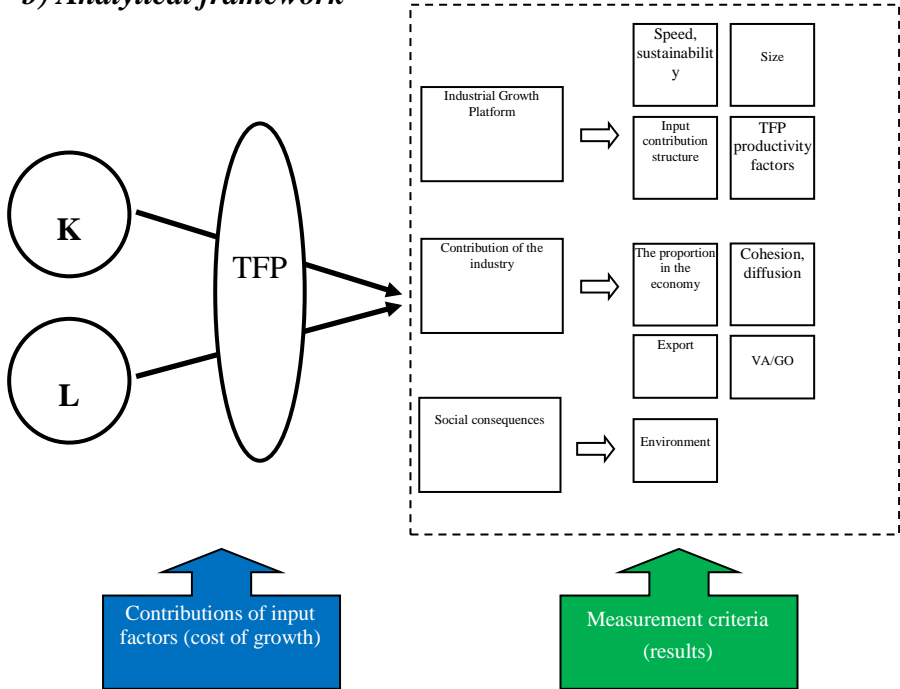 b) Analytical framework
K
L
TFP
Industrial Growth
Platform
Speed,
sustainabilit
y
Size
Input
contribution
structure
TFP
productivity
factors
Contribution of the
industry
The proportion
in the
economy
Cohesion,
diffusion
Export
VA/GO
Social consequences
Environment
Contributions of input
factors (cost of growth)
Measurement criteria
(results)